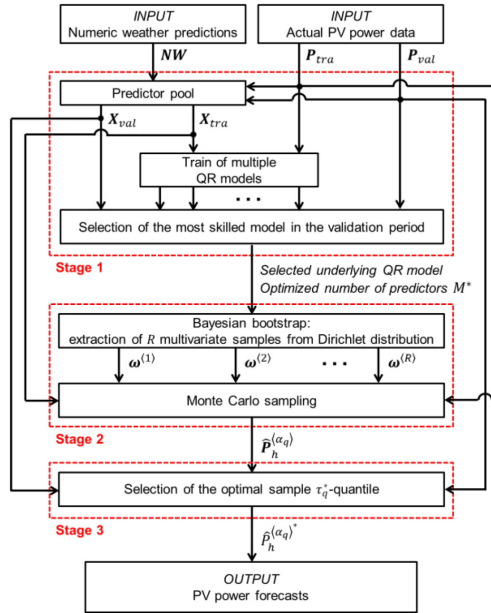 INPUT
Numeric weather predictions
INPUT
Actual PV power data
NW
P_tra
P_val
Predictor pool
X_val
X_tra
Train of multiple
QR models
...
Selection of the most skilled model in the validation period
Stage 1
Selected underlying QR model
Optimized number of predictors M*
Bayesian bootstrap:
extraction of R multivariate samples from Dirichlet distribution
ω^(1)
ω^(2)
...
ω^(R)
Monte Carlo sampling
Stage 2
P̂_h^(α_q)
Selection of the optimal sample τ_q^*-quantile
Stage 3
P̂_h^(α_q)*
OUTPUT
PV power forecasts